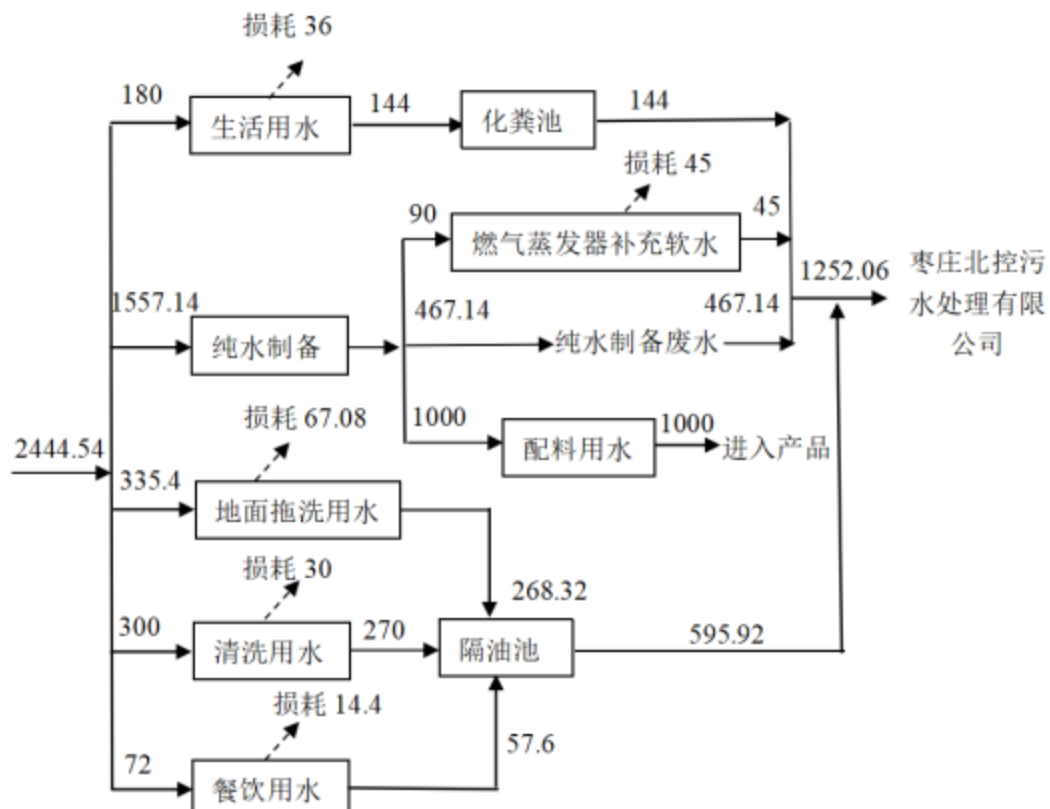 损耗 36
180
生活用水
144
化粪池
144
损耗 45
90
燃气蒸发器补充软水
45
1557.14
纯水制备
467.14
纯水制备废水
467.14
1252.06
枣庄北控污
水处理有限
公司
1000
配料用水
1000
进入产品
2444.54
损耗 67.08
335.4
地面拖洗用水
268.32
损耗 30
300
清洗用水
270
隔油池
595.92
损耗 14.4
72
餐饮用水
57.6